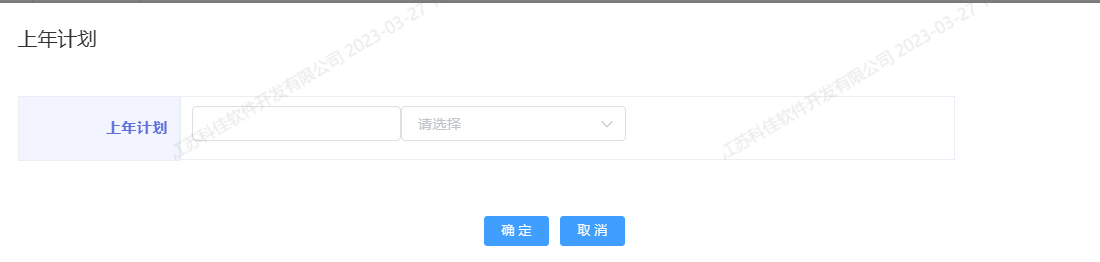 上年计划
上年计划
请选择
确定 取消
江苏科佳软件开发有限公司 2023-03-27 1
江苏科佳软件开发有限公司 2023-03-27 1